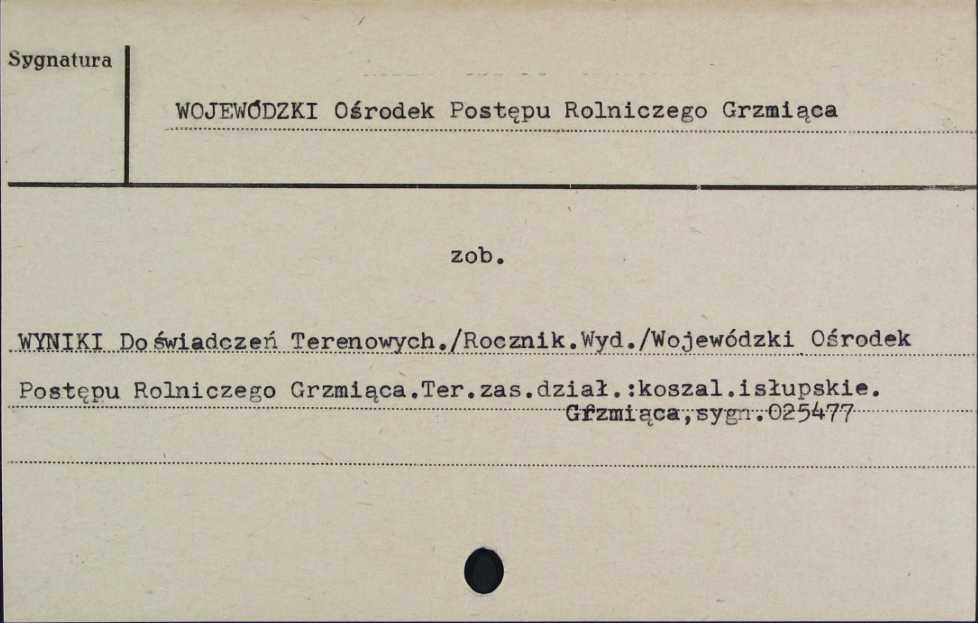 Sygnatura
WOJEWÓDZKI Ośrodek Postępu Rolniczego Grzmiąca
zob.
WYNIKI Doświadczeń Terenowych./Rocznik.Wyd./Wojewódzki Ośrodek
Postępu Rolniczego Grzmiąca.Ter.zas.dział.:koszal.isłupskie.
Grzmiąca,sygn.025477